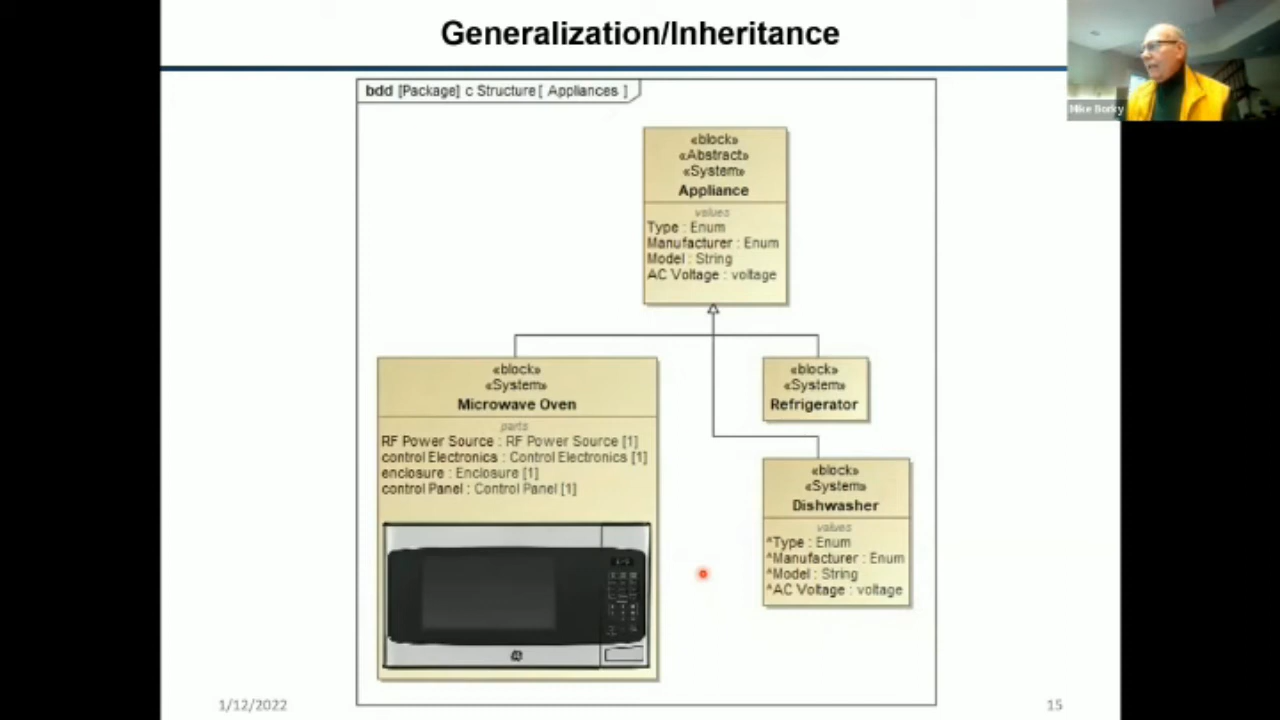 Generalization/Inheritance
Mike Borky
bdd [Package] c Structure [ Appliances ]
«block»
«Abstract»
«System»
Appliance
values
Type : Enum
Manufacturer : Enum
Model : String
AC Voltage : voltage
«block»
«System»
Microwave Oven
parts
RF Power Source : RF Power Source [1]
control Electronics : Control Electronics [1]
enclosure : Enclosure [1]
control Panel : Control Panel [1]
«block»
«System»
Refrigerator
«block»
«System»
Dishwasher
values
^Type : Enum
^Manufacturer : Enum
^Model : String
^AC Voltage : voltage
1/12/2022
15